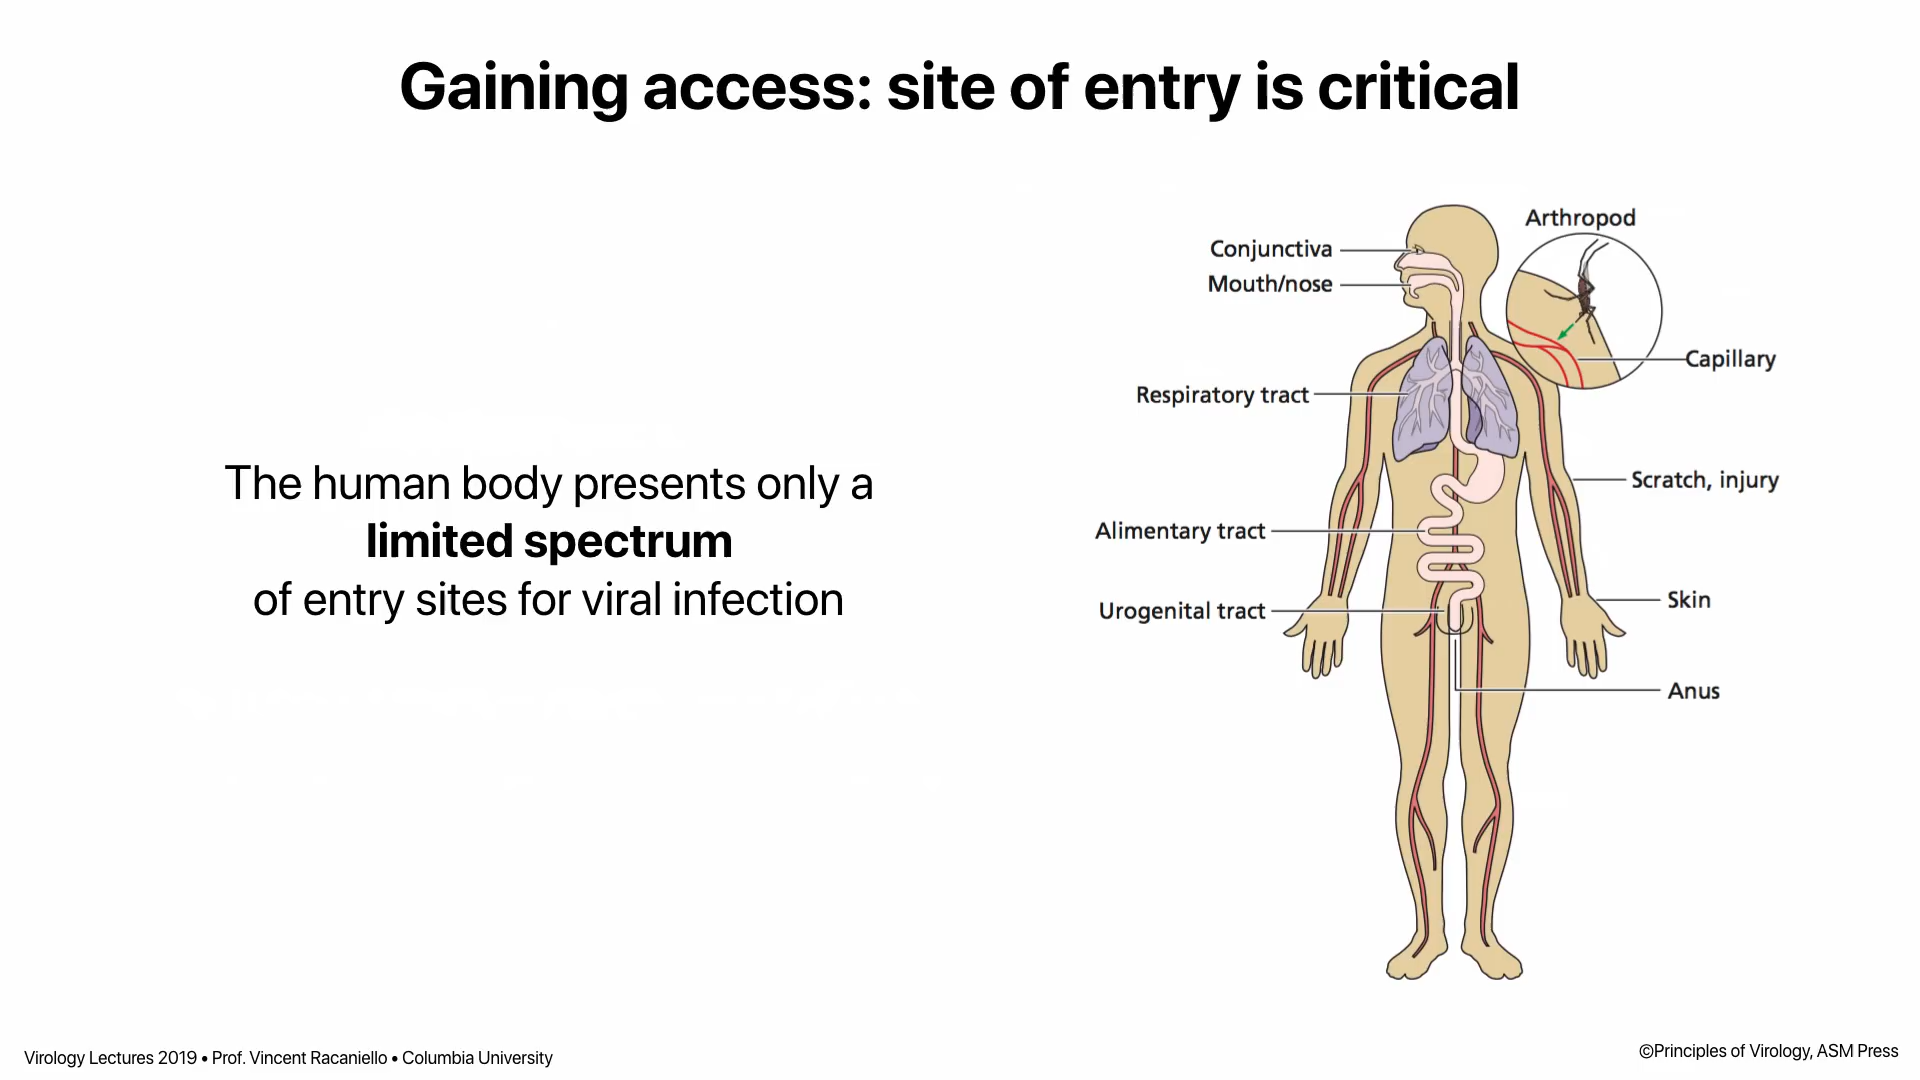 Gaining access: site of entry is critical
The human body presents only a
limited spectrum
of entry sites for viral infection
Arthropod
Conjunctiva
Mouth/nose
Capillary
Respiratory tract
Scratch, injury
Alimentary tract
Skin
Urogenital tract
Anus
Virology Lectures 2019 • Prof. Vincent Racaniello • Columbia University
©Principles of Virology, ASM Press